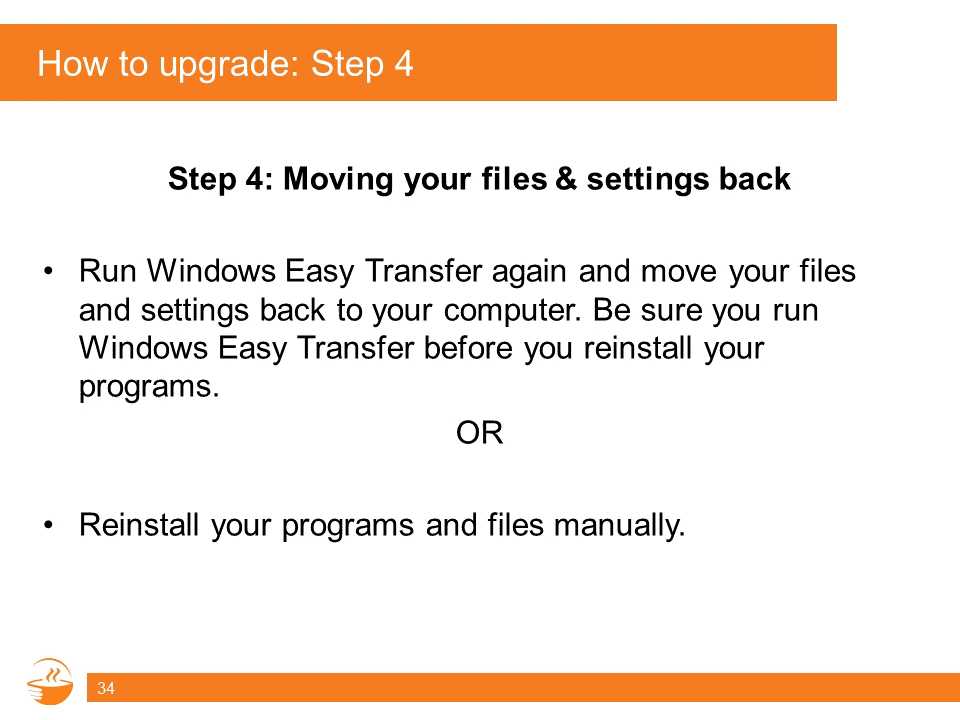 How to upgrade: Step 4
Step 4: Moving your files & settings back
• Run Windows Easy Transfer again and move your files
and settings back to your computer. Be sure you run
Windows Easy Transfer before you reinstall your
programs.
OR
• Reinstall your programs and files manually.
34